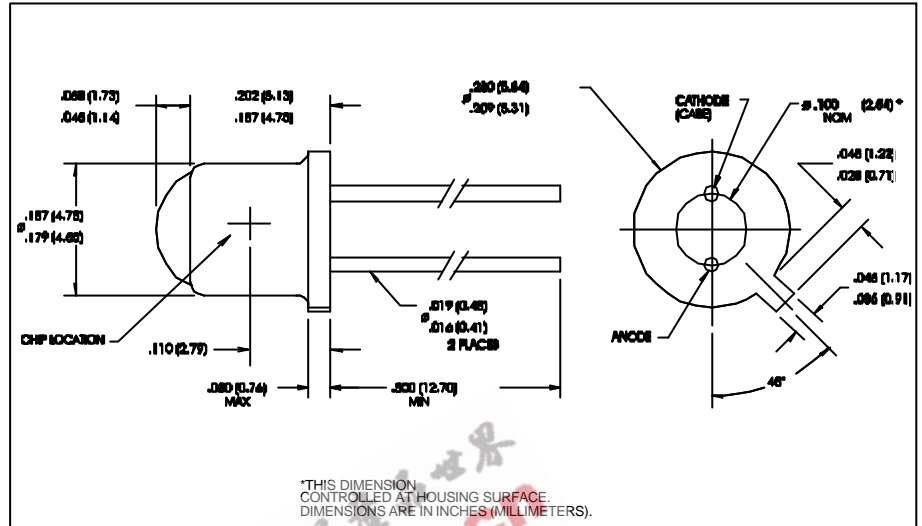 .068 (1.73)
.045 (1.14)
.202 (5.13)
.187 (4.75)
ø .230 (5.84)
.209 (5.31)
CATHODE
(CASE)
ø .100 (2.54) *
NOM
.048 (1.22)
.028 (0.71)
ø .187 (4.75)
.179 (4.55)
.046 (1.17)
.036 (0.91)
CHIP LOCATION
.110 (2.79)
ø .019 (0.48)
.016 (0.41)
2 PLACES
ANODE
45°
.030 (0.76)
MAX
.500 (12.70)
MIN
*THIS DIMENSION
CONTROLLED AT HOUSING SURFACE.
DIMENSIONS ARE IN INCHES (MILLIMETERS).